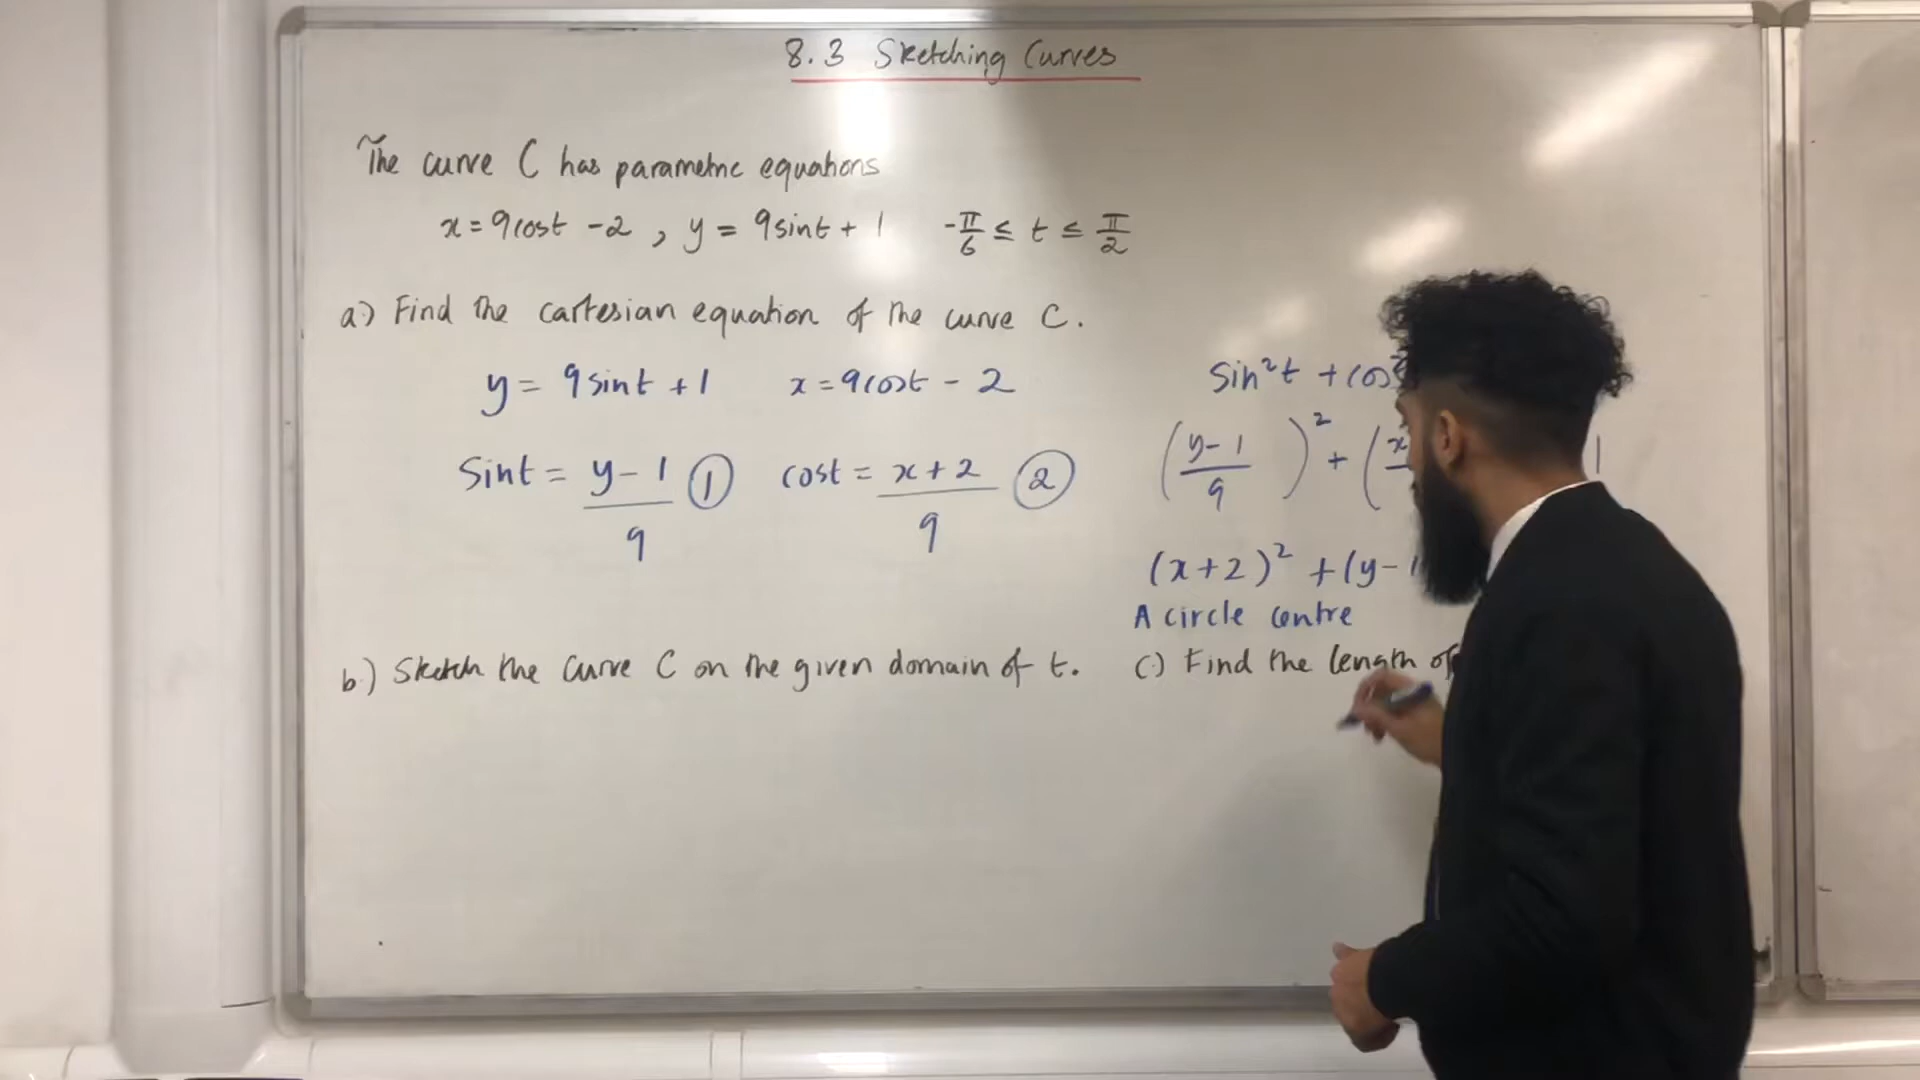 8.3 Sketching Curves
The curve C has parametric equations
x = 9cost - 2 , y = 9sint + 1 -π/6 ≤ t ≤ π/2
a.) Find the cartesian equation of the curve C.
y = 9sint + 1 x = 9cost - 2
sint = (y - 1)/9 ① cost = (x + 2)/9 ②
sin²t + cos²
((y - 1)/9)² + (x 1
(x+2)² + (y-1
A circle centre
b.) Sketch the curve C on the given domain of t.
c.) Find the length of